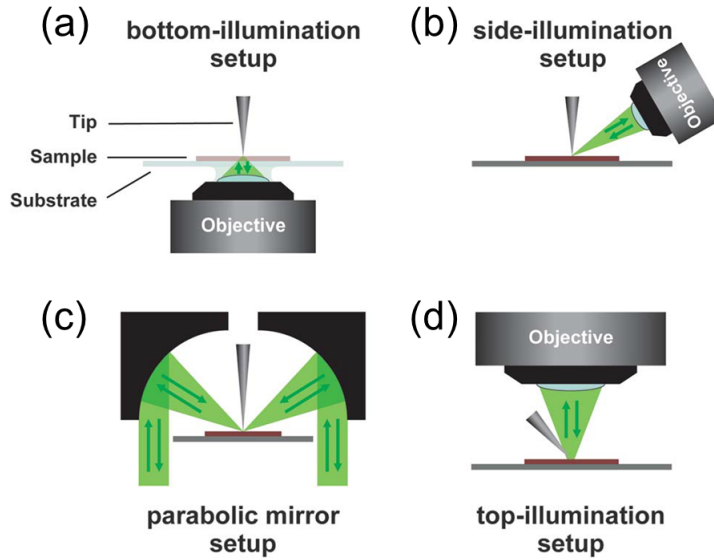 (a)
bottom-illumination
setup
Tip
Sample
Substrate
Objective
(b)
side-illumination
setup
Objective
(c)
parabolic mirror
setup
(d)
Objective
top-illumination
setup